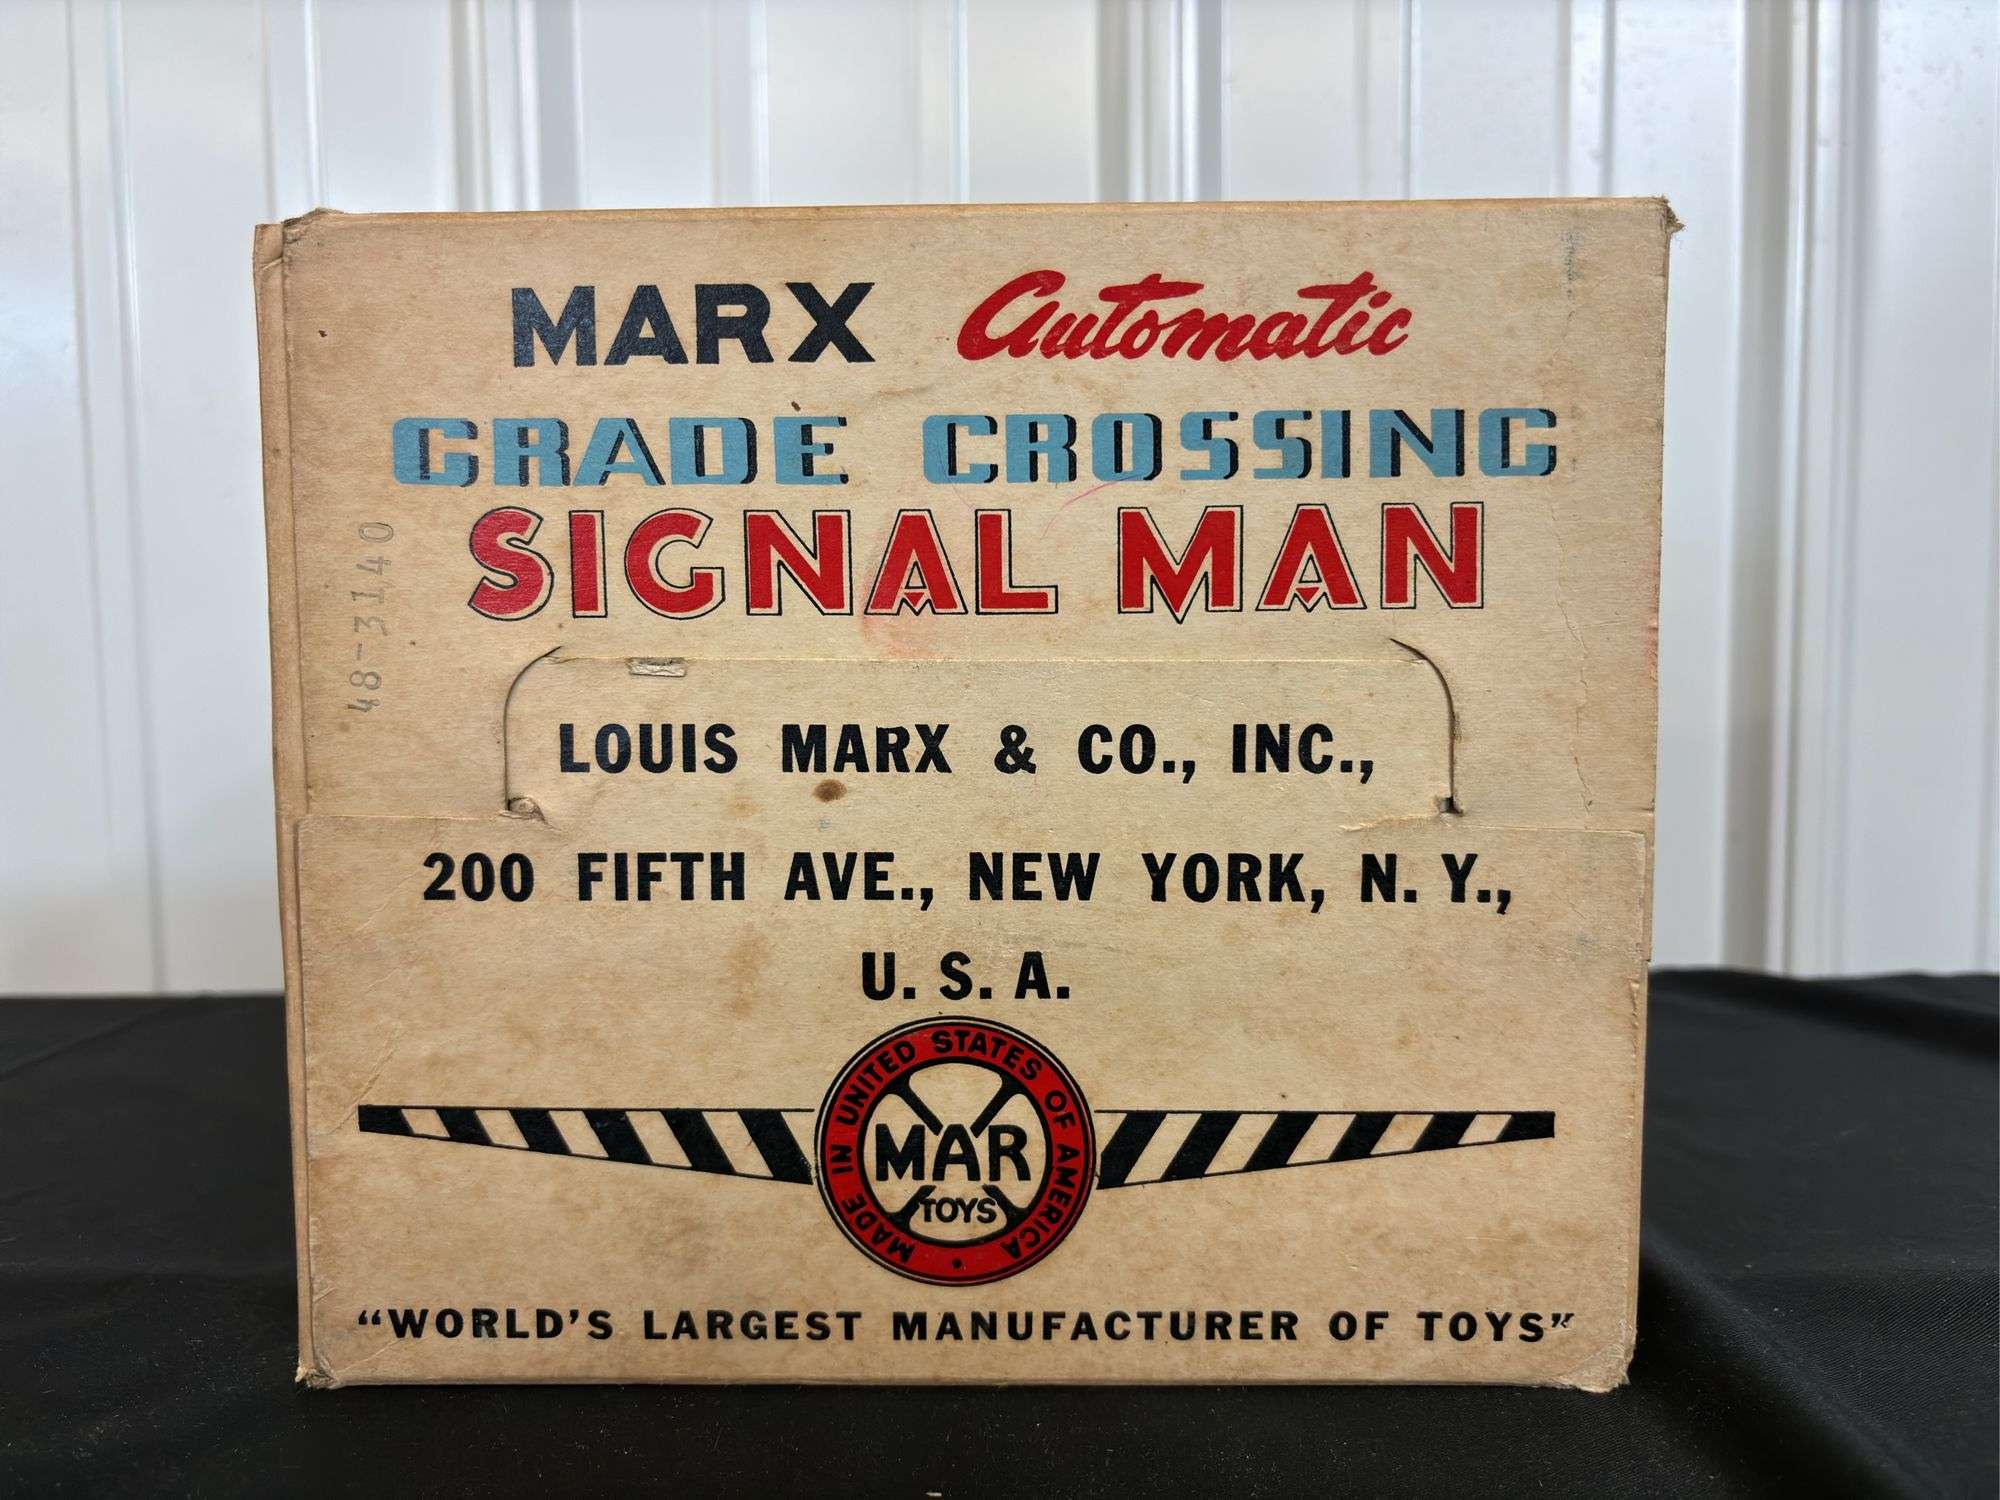 MARX Automatic
GRADE CROSSING
SIGNAL MAN
48-3140
LOUIS MARX & CO., INC.,
200 FIFTH AVE., NEW YORK, N. Y.,
U. S. A.
MADE IN UNITED STATES OF AMERICA •
MAR
TOYS
“WORLD’S LARGEST MANUFACTURER OF TOYS”